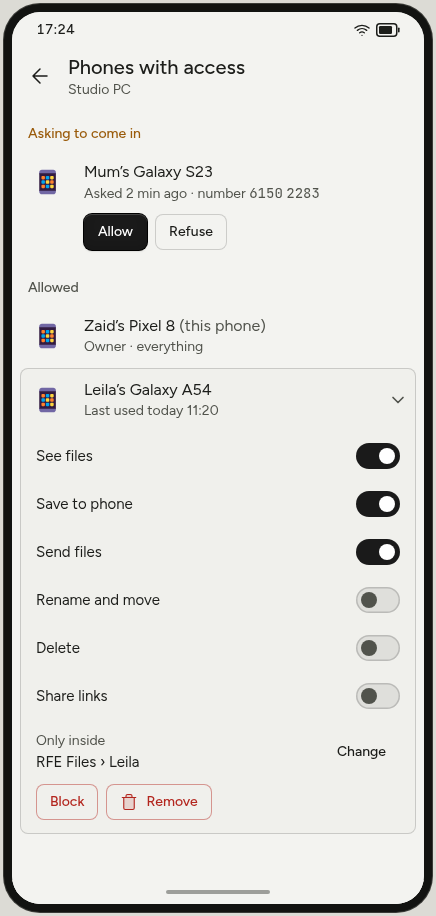 17:24
Phones with access
Studio PC
Asking to come in
Mum’s Galaxy S23
Asked 2 min ago · number 6150 2283
Allow
Refuse
Allowed
Zaid’s Pixel 8 (this phone)
Owner · everything
Leila’s Galaxy A54
Last used today 11:20
See files
Save to phone
Send files
Rename and move
Delete
Share links
Only inside
RFE Files › Leila
Change
Block
Remove